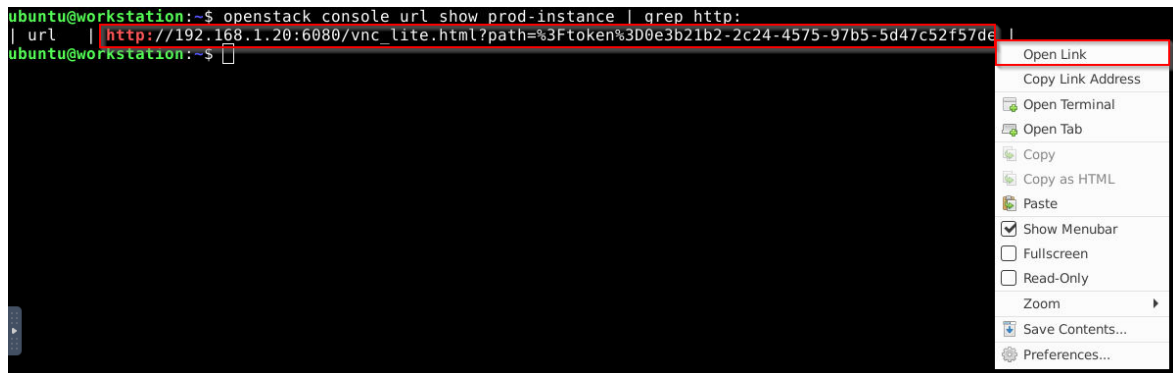 ubuntu@workstation:~$ openstack console url show prod-instance | grep http:
| url | http://192.168.1.20:6080/vnc_lite.html?path=%3Ftoken%3D0e3b21b2-2c24-4575-97b5-5d47c52f57de |
ubuntu@workstation:~$
Open Link
Copy Link Address
Open Terminal
Open Tab
Copy
Copy as HTML
Paste
Show Menubar
Fullscreen
Read-Only
Zoom
Save Contents...
Preferences...